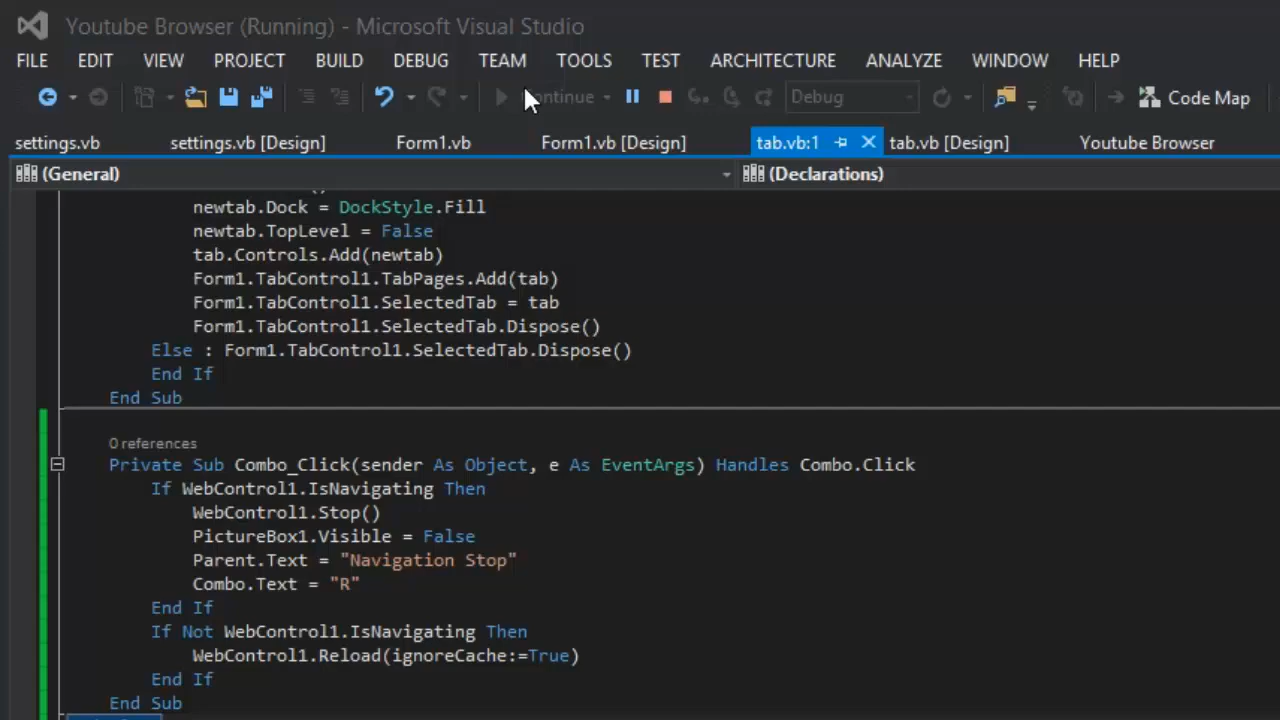 Youtube Browser (Running) - Microsoft Visual Studio
FILE EDIT VIEW PROJECT BUILD DEBUG TEAM TOOLS TEST ARCHITECTURE ANALYZE WINDOW HELP
Debug Code Map
settings.vb settings.vb [Design] Form1.vb Form1.vb [Design] tab.vb:1 tab.vb [Design] Youtube Browser
(General) (Declarations)
newtab.Dock = DockStyle.Fill
newtab.TopLevel = False
tab.Controls.Add(newtab)
Form1.TabControl1.TabPages.Add(tab)
Form1.TabControl1.SelectedTab = tab
Form1.TabControl1.SelectedTab.Dispose()
Else : Form1.TabControl1.SelectedTab.Dispose()
End If
End Sub
0 references
Private Sub Combo_Click(sender As Object, e As EventArgs) Handles Combo.Click
If WebControl1.IsNavigating Then
WebControl1.Stop()
PictureBox1.Visible = False
Parent.Text = "Navigation Stop"
Combo.Text = "R"
End If
If Not WebControl1.IsNavigating Then
WebControl1.Reload(ignoreCache:=True)
End If
End Sub